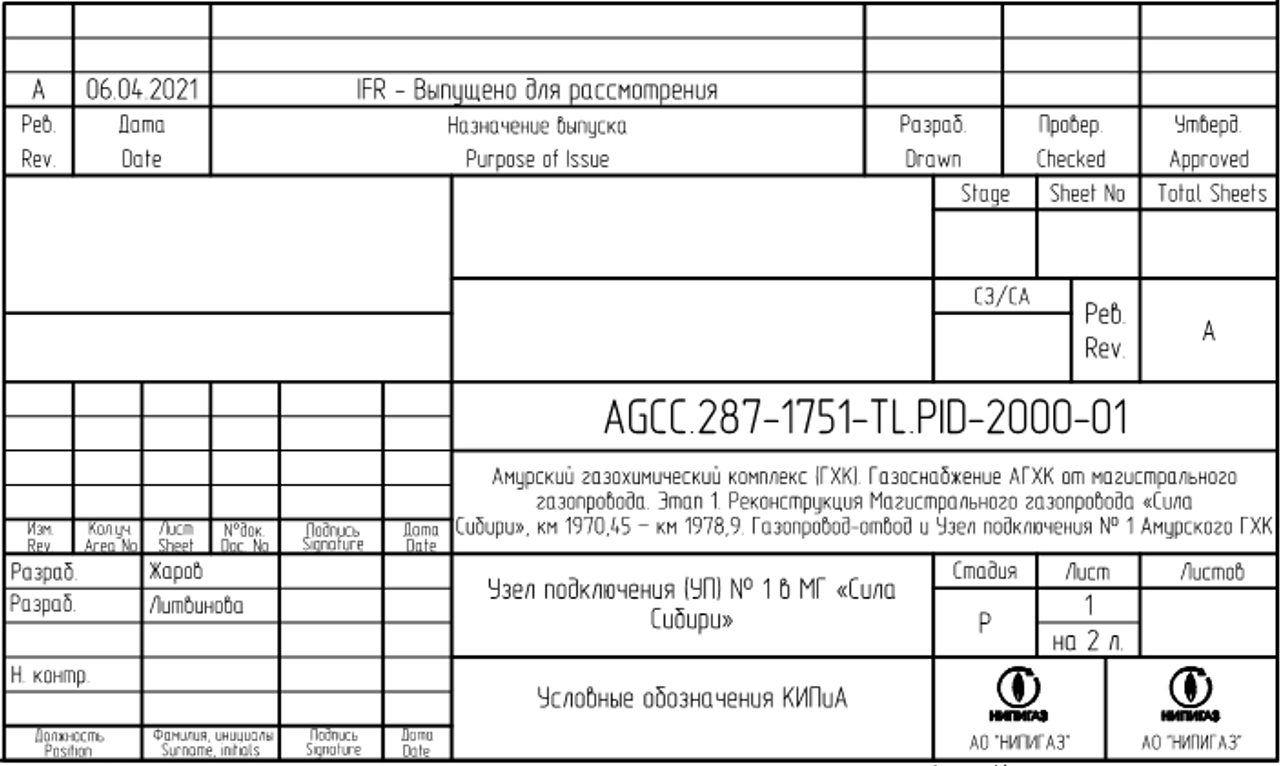 A 06.04.2021 IFR - Выпущено для рассмотрения
Рев. Дата Назначение выпуска Разраб. Провер. Утверд.
Rev. Date Purpose of Issue Drawn Checked Approved
Stage Sheet No Total Sheets
СЗ/CA
Рев.
Rev.
A
AGCC.287-1751-TL.PID-2000-01
Амурский газохимический комплекс (ГХК). Газоснабжение АГХК от магистрального
газопровода. Этап 1. Реконструкция Магистрального газопровода «Сила
Сибири», км 1970,45 – км 1978,9. Газопровод-отвод и Узел подключения № 1 Амурского ГХК
Изм. Кол.уч. Лист №док. Подпись Дата
Rev. Area No Sheet Doc. No Signature Date
Разраб. Жаров
Разраб. Литвинова
Н. контр.
Должность Фамилия, инициалы Подпись Дата
Position Surname, initials Signature Date
Узел подключения (УП) № 1 в МГ «Сила
Сибири»
Стадия Лист Листов
Р
1
на 2 л.
Условные обозначения КИПиА
НИПИГАЗ
АО "НИПИГАЗ"
НИПИГАЗ
АО "НИПИГАЗ"